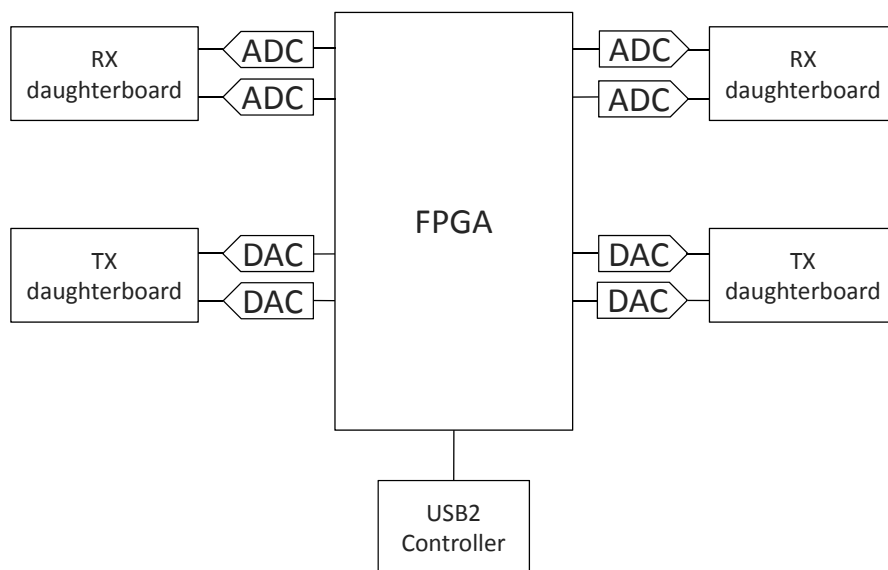 RX
daughterboard
ADC
ADC
ADC
ADC
RX
daughterboard
FPGA
TX
daughterboard
DAC
DAC
DAC
DAC
TX
daughterboard
USB2
Controller